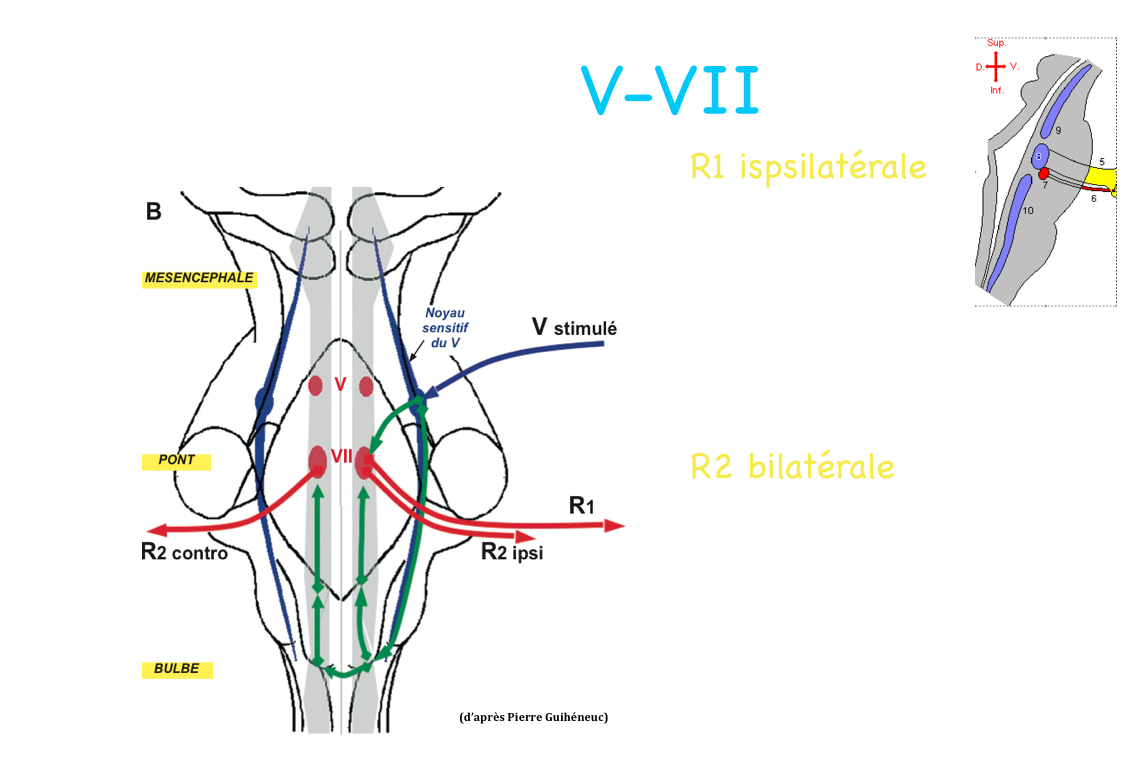 V-VII
R1 ispsilatérale
R2 bilatérale
B
MESENCEPHALE
Noyau
sensitif
du V
V stimulé
V
VII
PONT
R1
R2 contro
R2 ipsi
BULBE
(d'après Pierre Guihéneuc)
Sup.
D.
V.
Inf.
9
8
5
7
6
10